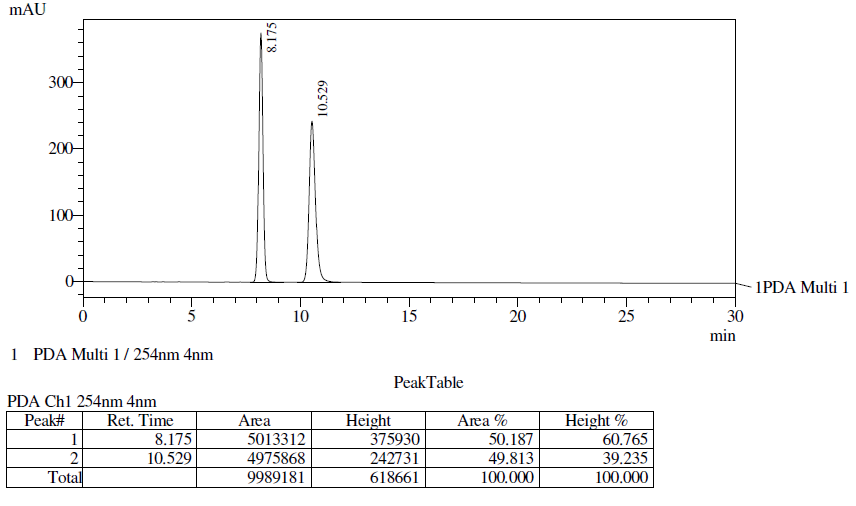 mAU
8.175
10.529
300
200
100
0
1PDA Multi 1
0 5 10 15 20 25 30
min
1 PDA Multi 1 / 254nm 4nm
PeakTable
PDA Ch1 254nm 4nm
Peak# Ret. Time Area Height Area % Height %
1 8.175 5013312 375930 50.187 60.765
2 10.529 4975868 242731 49.813 39.235
Total 9989181 618661 100.000 100.000